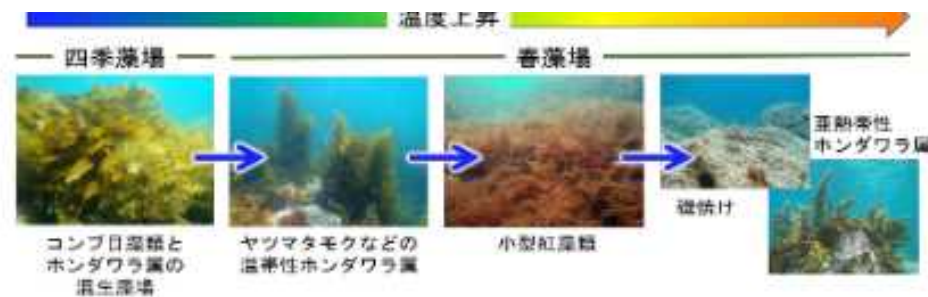 温度上昇
四季藻場
春藻場
コンブ目藻類と
ホンダワラ属の
混生藻場
ヤツマタモクなどの
温帯性ホンダワラ属
小型紅藻類
磯焼け
亜熱帯性
ホンダワラ属